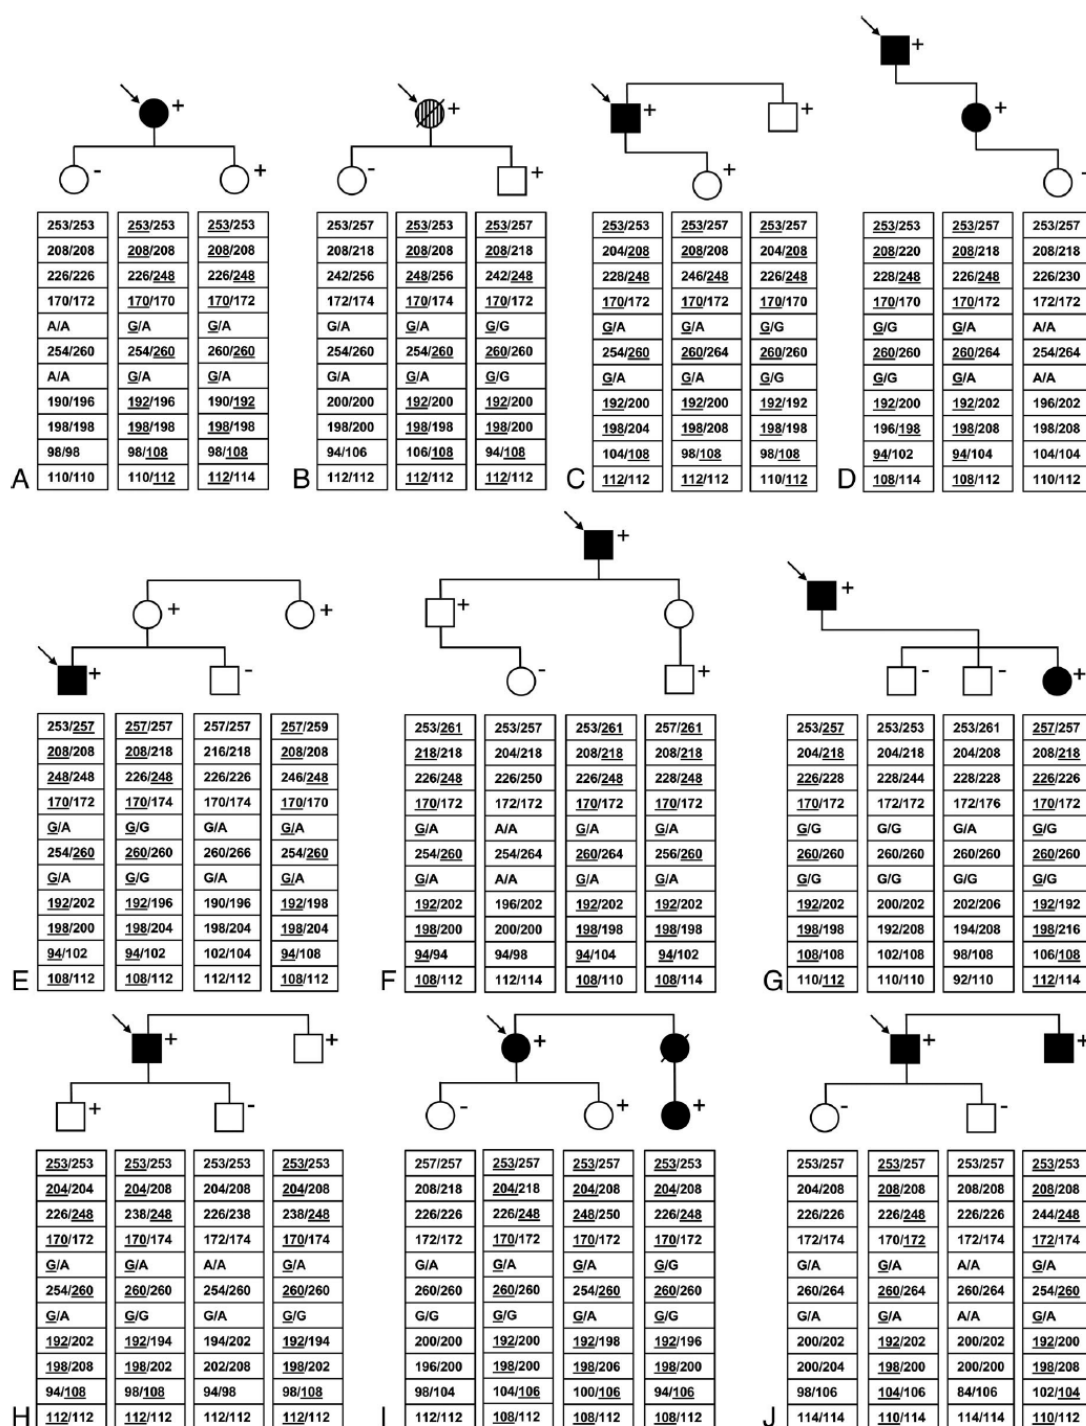 +
+ + + + +
- + - + + -
253/253 253/253 253/253 253/257 253/253 253/257 253/253 253/257 253/257 253/253 253/257 253/257
208/208 208/208 208/208 208/218 208/208 208/218 204/208 208/208 204/208 208/220 208/218 208/218
226/226 226/248 226/248 242/256 248/256 242/248 228/248 246/248 226/248 228/248 226/248 226/230
170/172 170/170 170/172 172/174 170/174 170/172 170/172 170/172 170/170 170/170 170/172 172/172
A/A G/A G/A G/A G/A G/G G/A G/A G/G G/G G/A A/A
254/260 254/260 260/260 254/260 254/260 260/260 254/260 260/264 260/260 260/260 260/264 254/264
A/A G/A G/A G/A G/A G/G G/A G/A G/G G/G G/A A/A
190/196 192/196 190/192 200/200 192/200 192/200 192/200 192/200 192/192 192/200 192/202 196/202
198/198 198/198 198/198 198/200 198/198 198/200 198/204 198/208 198/198 196/198 198/208 198/208
98/98 98/108 98/108 94/106 106/108 94/108 104/108 98/108 98/108 94/102 94/104 104/104
A 110/110 110/112 112/114 B 112/112 112/112 112/112 C 112/112 112/112 110/112 D 108/114 108/112 110/112
+
+ + + +
+ - - + - - +
253/257 257/257 257/257 257/259 253/261 253/257 253/261 257/261 253/257 253/253 253/261 257/257
208/208 208/218 216/218 208/208 218/218 204/218 208/218 208/218 204/218 204/218 204/208 208/218
248/248 226/248 226/226 246/248 226/248 226/250 226/248 228/248 226/228 228/244 228/228 226/226
170/172 170/174 170/174 170/170 170/172 172/172 170/172 170/172 170/172 172/172 172/176 170/172
G/A G/G G/A G/A G/A A/A G/A G/A G/G G/G G/A G/G
254/260 260/260 260/266 254/260 254/260 254/264 260/264 256/260 260/260 260/260 260/260 260/260
G/A G/G G/A G/A G/A A/A G/A G/A G/G G/G G/G G/G
192/202 192/196 190/196 192/198 192/202 196/202 192/202 192/202 192/202 200/202 202/206 192/192
198/200 198/204 198/204 198/204 198/200 200/200 198/198 198/198 198/198 192/208 194/208 198/216
94/102 94/102 102/104 94/108 94/94 94/98 94/104 94/102 108/108 102/108 98/108 106/108
E 108/112 108/112 112/112 108/112 F 108/112 112/114 108/110 108/114 G 110/112 110/110 92/110 112/114
+ + + + +
+ - - + + - -
253/253 253/253 253/253 253/253 257/257 253/257 253/257 253/253 253/257 253/257 253/257 253/253
204/204 204/208 204/208 204/208 208/218 204/218 204/208 204/208 204/208 208/208 208/208 208/208
226/248 238/248 226/238 238/248 226/226 226/248 248/250 226/248 226/226 226/248 226/226 244/248
170/172 170/174 172/174 170/174 172/172 170/172 170/172 170/172 172/174 170/172 172/174 172/174
G/A G/A A/A G/A G/A G/A G/A G/G G/A G/A A/A G/A
254/260 260/260 254/260 260/260 260/260 260/260 254/260 260/260 260/264 260/264 260/264 254/260
G/A G/G G/A G/G G/G G/G G/A G/G G/A G/A A/A G/A
192/202 192/194 194/202 192/194 200/200 192/200 192/198 192/196 200/202 192/202 200/202 192/200
198/208 198/202 202/208 198/202 196/200 198/200 198/206 198/200 200/204 198/200 200/200 198/208
94/108 98/108 94/98 98/108 98/104 104/106 100/106 94/106 98/106 104/106 84/106 102/104
H 112/112 112/112 112/112 112/112 I 112/112 108/112 108/112 108/112 J 114/114 110/114 114/114 110/112